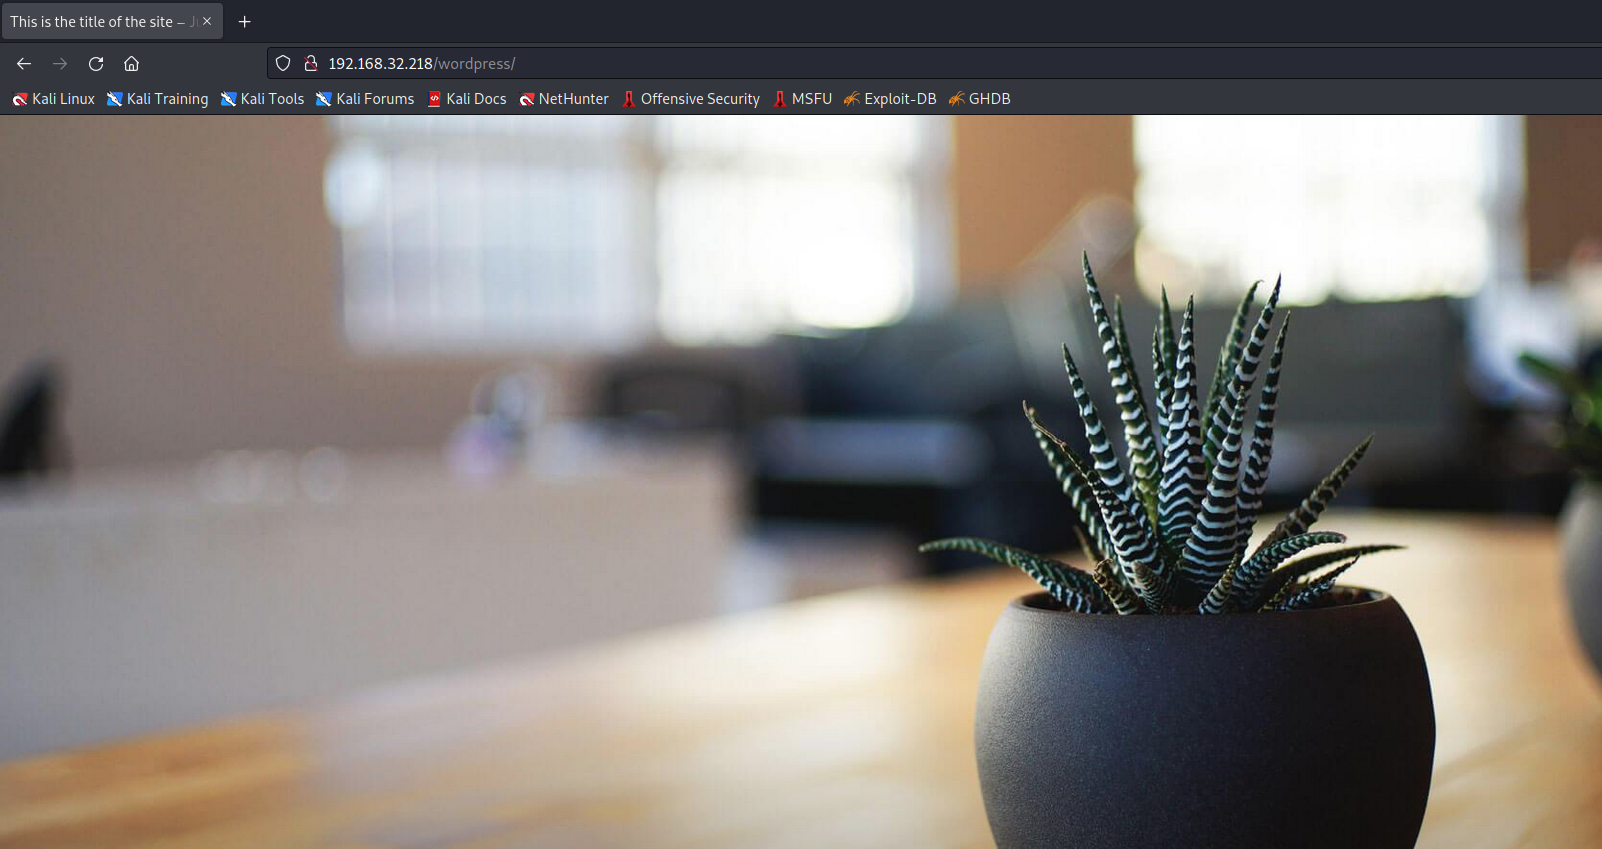 This is the title of the site –
192.168.32.218/wordpress/
Kali Linux Kali Training Kali Tools Kali Forums Kali Docs NetHunter Offensive Security MSFU Exploit-DB GHDB